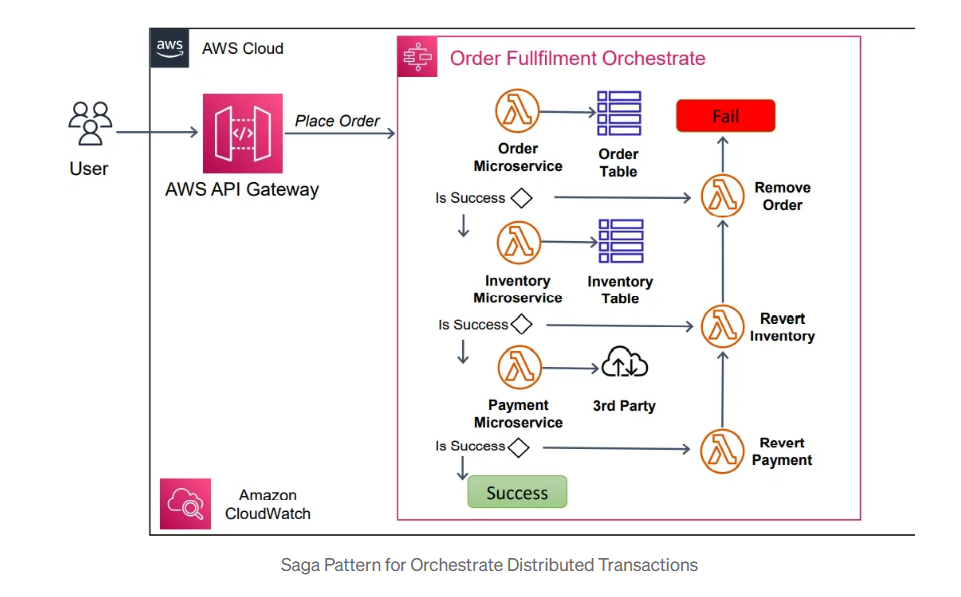 aws
AWS Cloud
Order Fullfilment Orchestrate
User
Place Order
AWS API Gateway
Order
Microservice
Order
Table
Fail
Remove
Order
Is Success
Inventory
Microservice
Inventory
Table
Is Success
Revert
Inventory
Payment
Microservice
3rd Party
Is Success
Revert
Payment
Success
Amazon
CloudWatch
Saga Pattern for Orchestrate Distributed Transactions